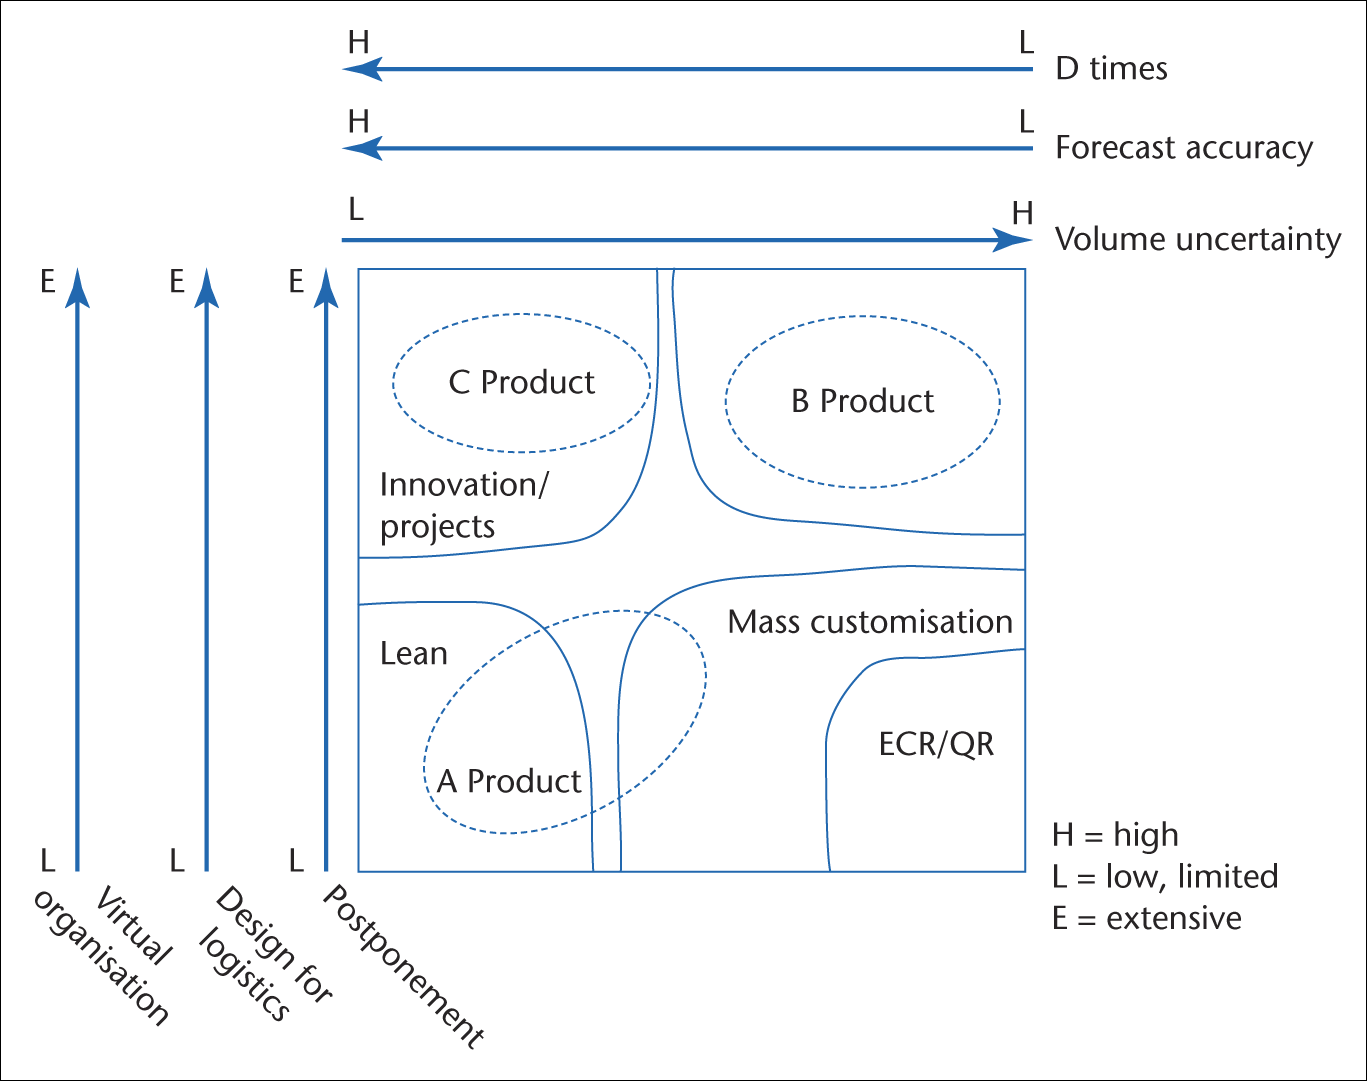 H
L
D times
H
L
Forecast accuracy
L
H
Volume uncertainty
E
E
E
C Product
B Product
Innovation/
projects
Mass customisation
Lean
ECR/QR
A Product
H = high
L = low, limited
E = extensive
L
L
L
Virtual
organisation
Design for
logistics
Postponement